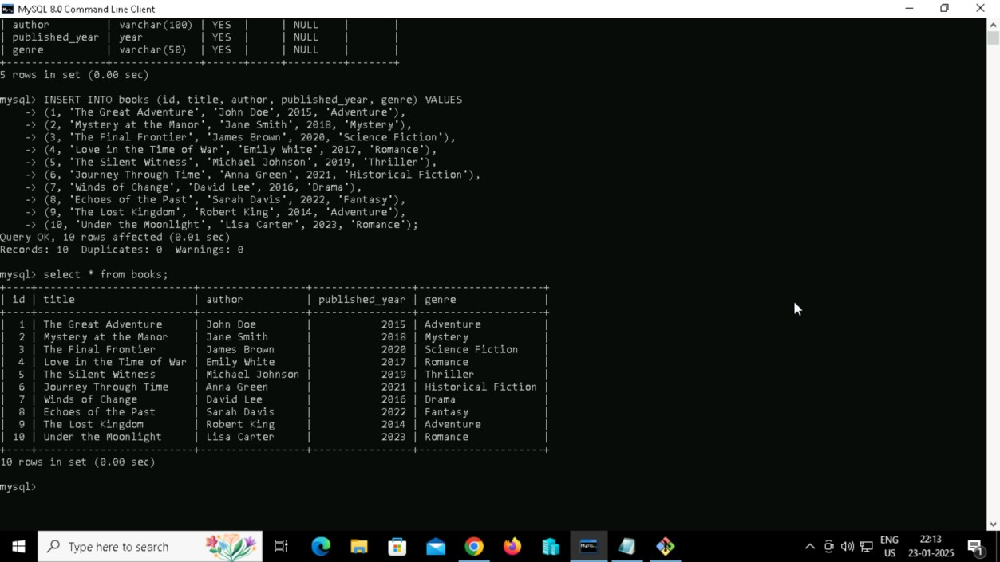 MySQL 8.0 Command Line Client
| author         | varchar(100) | YES  |     | NULL    |       |
| published_year | year         | YES  |     | NULL    |       |
| genre          | varchar(50)  | YES  |     | NULL    |       |
+----------------+--------------+------+-----+---------+-------+
5 rows in set (0.00 sec)
mysql> INSERT INTO books (id, title, author, published_year, genre) VALUES
    -> (1, 'The Great Adventure', 'John Doe', 2015, 'Adventure'),
    -> (2, 'Mystery at the Manor', 'Jane Smith', 2018, 'Mystery'),
    -> (3, 'The Final Frontier', 'James Brown', 2020, 'Science Fiction'),
    -> (4, 'Love in the Time of War', 'Emily White', 2017, 'Romance'),
    -> (5, 'The Silent Witness', 'Michael Johnson', 2019, 'Thriller'),
    -> (6, 'Journey Through Time', 'Anna Green', 2021, 'Historical Fiction'),
    -> (7, 'Winds of Change', 'David Lee', 2016, 'Drama'),
    -> (8, 'Echoes of the Past', 'Sarah Davis', 2022, 'Fantasy'),
    -> (9, 'The Lost Kingdom', 'Robert King', 2014, 'Adventure'),
    -> (10, 'Under the Moonlight', 'Lisa Carter', 2023, 'Romance');
Query OK, 10 rows affected (0.01 sec)
Records: 10  Duplicates: 0  Warnings: 0
mysql> select * from books;
+----+-------------------------+-----------------+----------------+--------------------+
| id | title                   | author          | published_year | genre              |
+----+-------------------------+-----------------+----------------+--------------------+
|  1 | The Great Adventure     | John Doe        |           2015 | Adventure          |
|  2 | Mystery at the Manor    | Jane Smith      |           2018 | Mystery            |
|  3 | The Final Frontier      | James Brown     |           2020 | Science Fiction    |
|  4 | Love in the Time of War | Emily White     |           2017 | Romance            |
|  5 | The Silent Witness      | Michael Johnson |           2019 | Thriller           |
|  6 | Journey Through Time    | Anna Green      |           2021 | Historical Fiction |
|  7 | Winds of Change         | David Lee       |           2016 | Drama              |
|  8 | Echoes of the Past      | Sarah Davis     |           2022 | Fantasy            |
|  9 | The Lost Kingdom        | Robert King     |           2014 | Adventure          |
| 10 | Under the Moonlight     | Lisa Carter     |           2023 | Romance            |
+----+-------------------------+-----------------+----------------+--------------------+
10 rows in set (0.00 sec)
mysql>
Type here to search
MySQL
ENG
US
22:13
23-01-2025
1